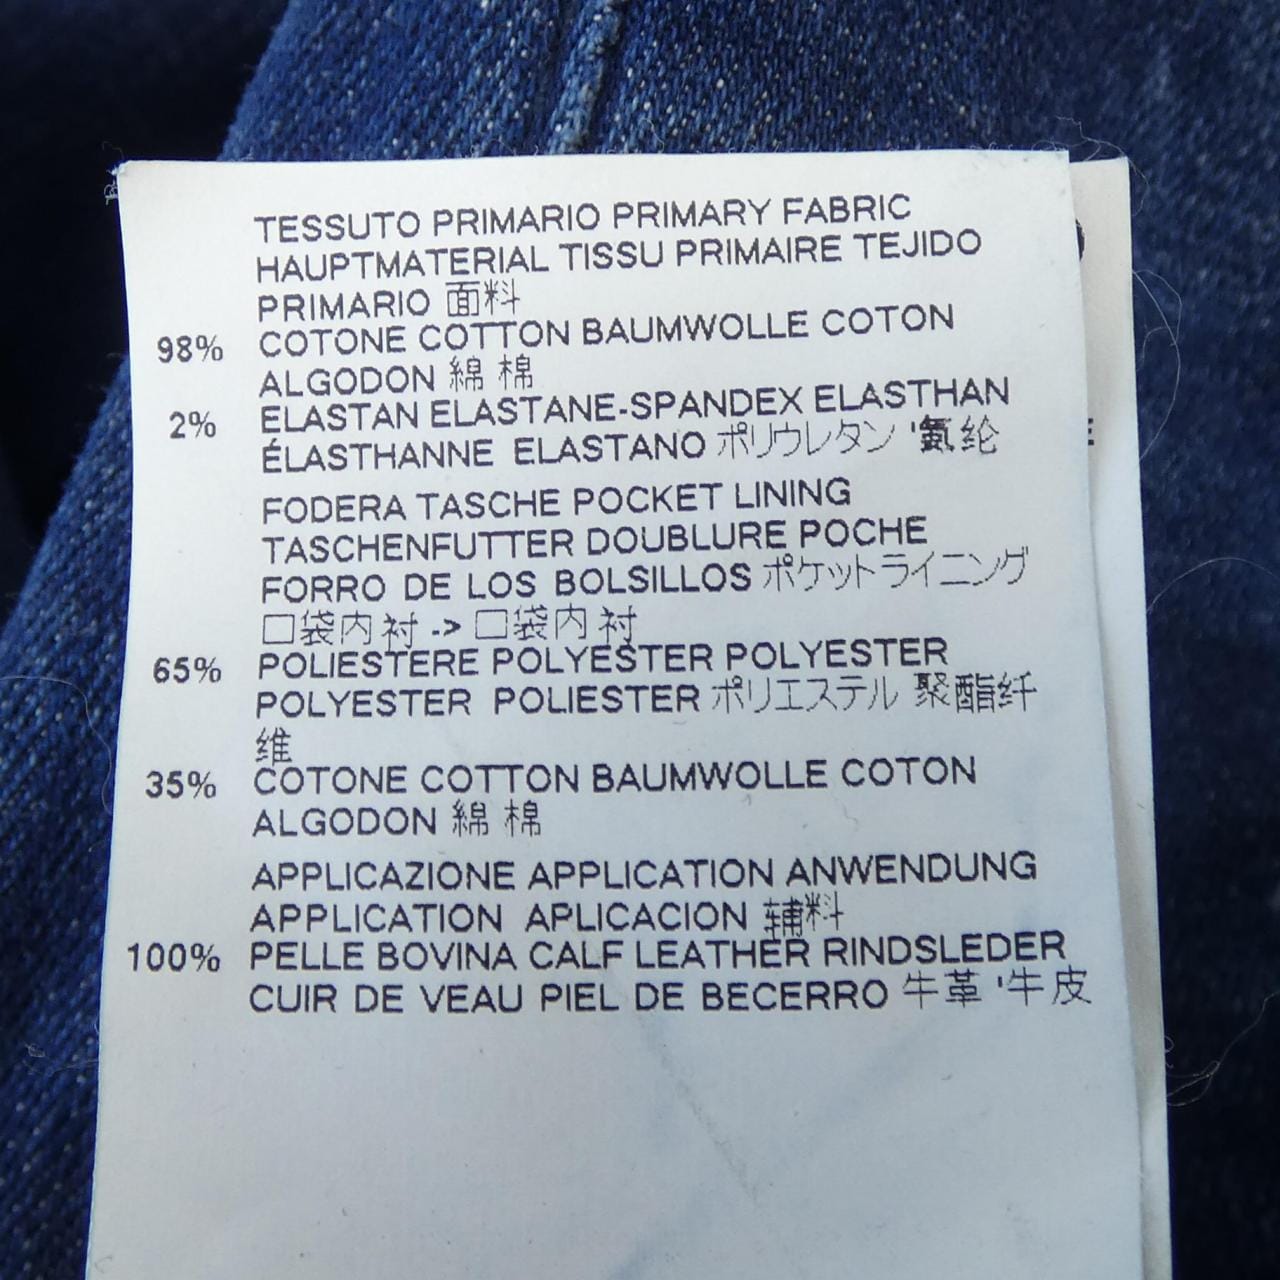 TESSUTO PRIMARIO PRIMARY FABRIC
HAUPTMATERIAL TISSU PRIMAIRE TEJIDO
PRIMARIO 面料
98% COTONE COTTON BAUMWOLLE COTON
ALGODON 綿 棉
2% ELASTAN ELASTANE-SPANDEX ELASTHAN
ÉLASTHANNE ELASTANO ポリウレタン '氨纶
FODERA TASCHE POCKET LINING
TASCHENFUTTER DOUBLURE POCHE
FORRO DE LOS BOLSILLOS ポケットライニング
口袋内衬 -> 口袋内衬
65% POLIESTERE POLYESTER POLYESTER
POLYESTER POLIESTER ポリエステル 聚酯纤
维
35% COTONE COTTON BAUMWOLLE COTON
ALGODON 綿 棉
APPLICAZIONE APPLICATION ANWENDUNG
APPLICATION APLICACION 辅料
100% PELLE BOVINA CALF LEATHER RINDSLEDER
CUIR DE VEAU PIEL DE BECERRO 牛革 '牛皮